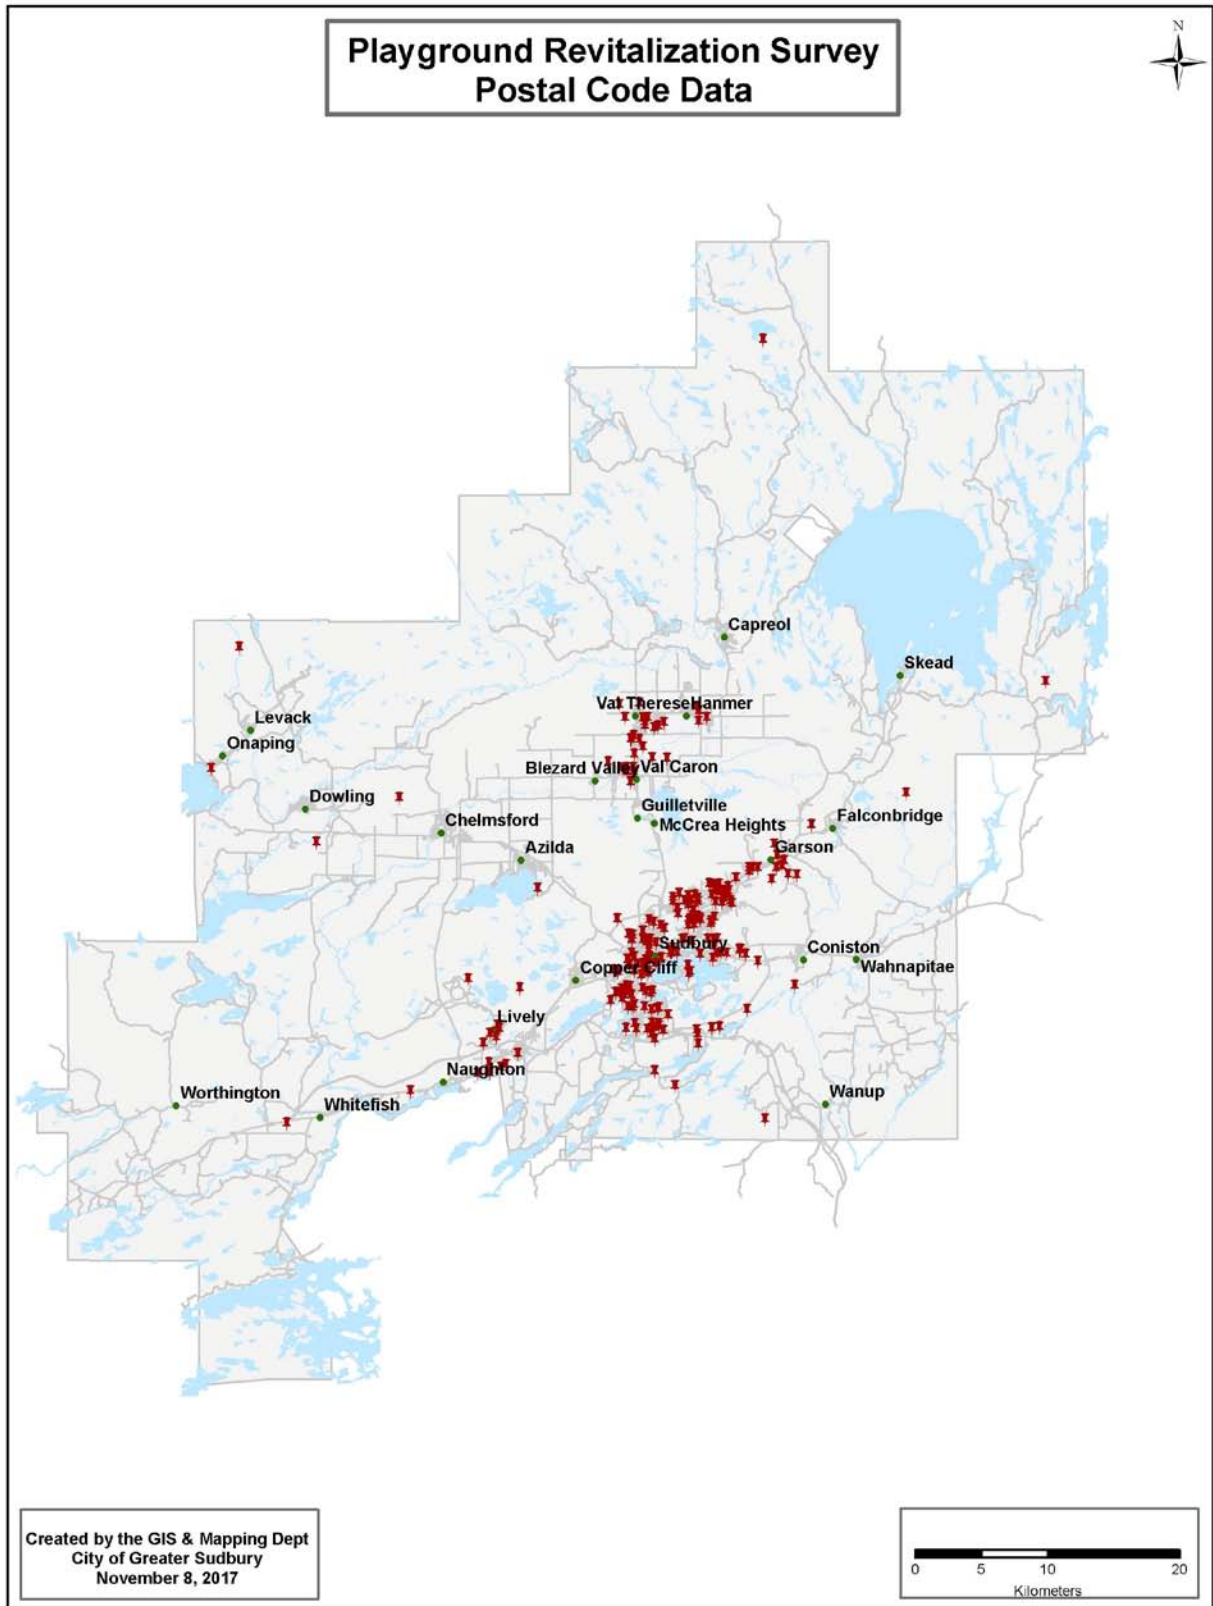 Playground Revitalization Survey
Postal Code Data
N
Capreol
Skead
Val Therese
Hanmer
Levack
Onaping
Blezard Valley
Val Caron
Dowling
Guilletville
McCrea Heights
Falconbridge
Chelmsford
Azilda
Garson
Sudbury
Coniston
Wahnapitae
Copper Cliff
Lively
Naughton
Worthington
Whitefish
Wanup
Created by the GIS & Mapping Dept
City of Greater Sudbury
November 8, 2017
0 5 10 20
Kilometers